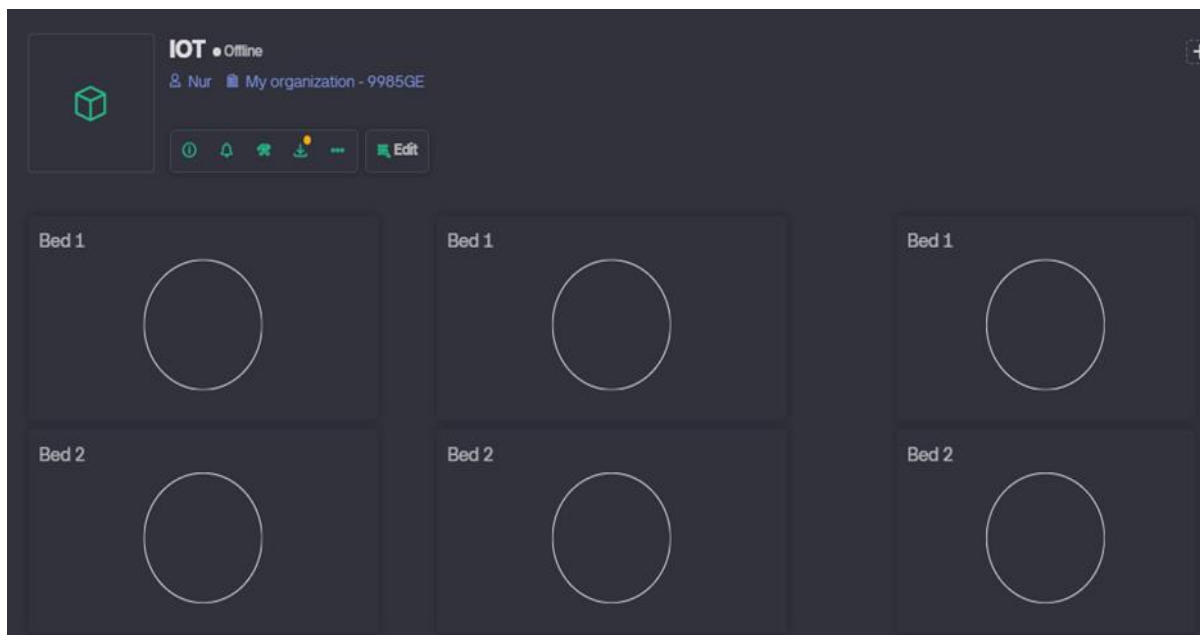 IOT Offline
Nur My organization - 9985GE
Edit
Bed 1 Bed 1 Bed 1
Bed 2 Bed 2 Bed 2